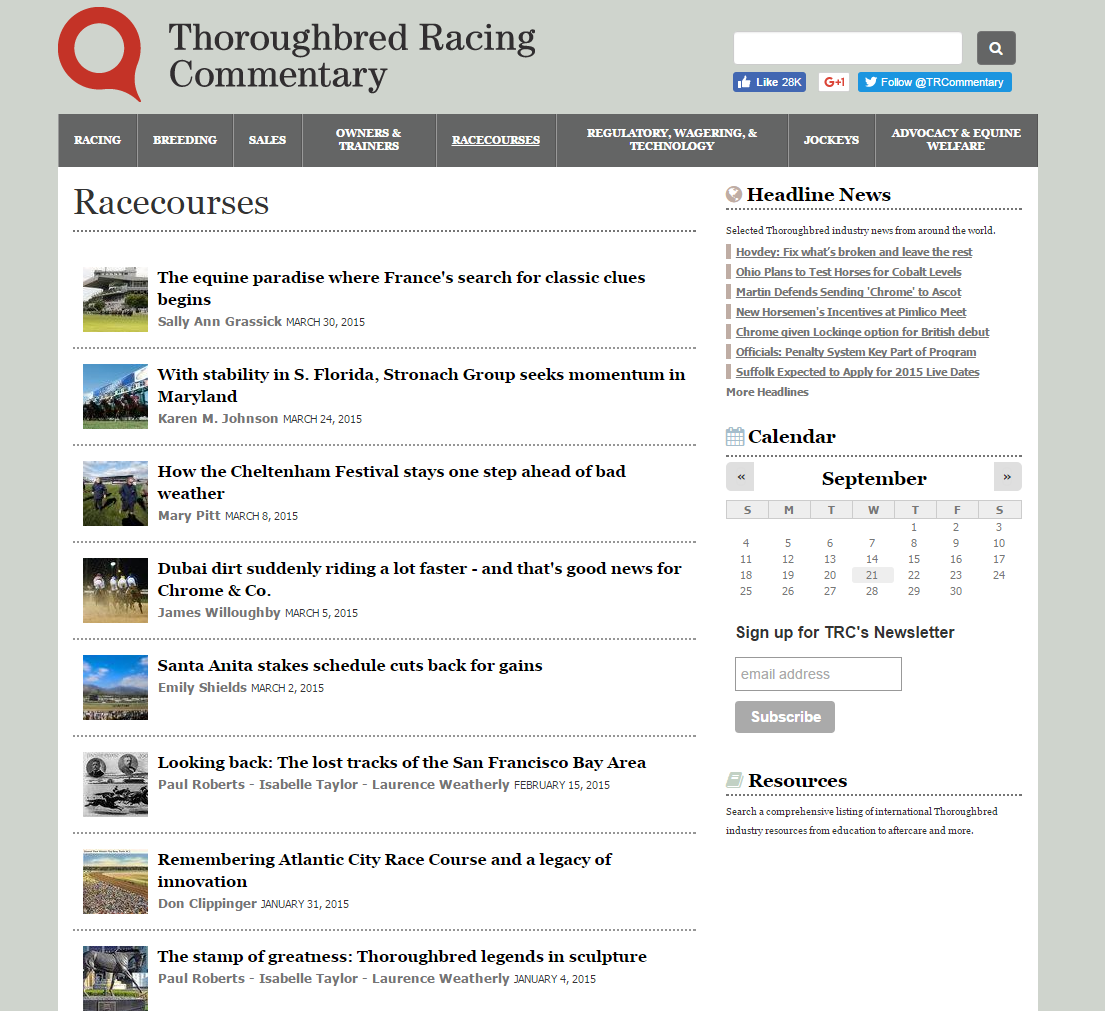 Thoroughbred Racing
Commentary
Like 28K
G+1
Follow @TRCommentary
RACING
BREEDING
SALES
OWNERS &
TRAINERS
RACECOURSES
REGULATORY, WAGERING, &
TECHNOLOGY
JOCKEYS
ADVOCACY & EQUINE
WELFARE
Racecourses
The equine paradise where France's search for classic clues
begins
Sally Ann Grassick MARCH 30, 2015
With stability in S. Florida, Stronach Group seeks momentum in
Maryland
Karen M. Johnson MARCH 24, 2015
How the Cheltenham Festival stays one step ahead of bad
weather
Mary Pitt MARCH 8, 2015
Dubai dirt suddenly riding a lot faster - and that's good news for
Chrome & Co.
James Willoughby MARCH 5, 2015
Santa Anita stakes schedule cuts back for gains
Emily Shields MARCH 2, 2015
Looking back: The lost tracks of the San Francisco Bay Area
Paul Roberts - Isabelle Taylor - Laurence Weatherly FEBRUARY 15, 2015
Remembering Atlantic City Race Course and a legacy of
innovation
Don Clippinger JANUARY 31, 2015
The stamp of greatness: Thoroughbred legends in sculpture
Paul Roberts - Isabelle Taylor - Laurence Weatherly JANUARY 4, 2015
Headline News
Selected Thoroughbred industry news from around the world.
Hovdey: Fix what's broken and leave the rest
Ohio Plans to Test Horses for Cobalt Levels
Martin Defends Sending 'Chrome' to Ascot
New Horsemen's Incentives at Pimlico Meet
Chrome given Lockinge option for British debut
Officials: Penalty System Key Part of Program
Suffolk Expected to Apply for 2015 Live Dates
More Headlines
Calendar
« September »
S M T W T F S
1 2 3
4 5 6 7 8 9 10
11 12 13 14 15 16 17
18 19 20 21 22 23 24
25 26 27 28 29 30
Sign up for TRC's Newsletter
email address
Subscribe
Resources
Search a comprehensive listing of international Thoroughbred
industry resources from education to aftercare and more.